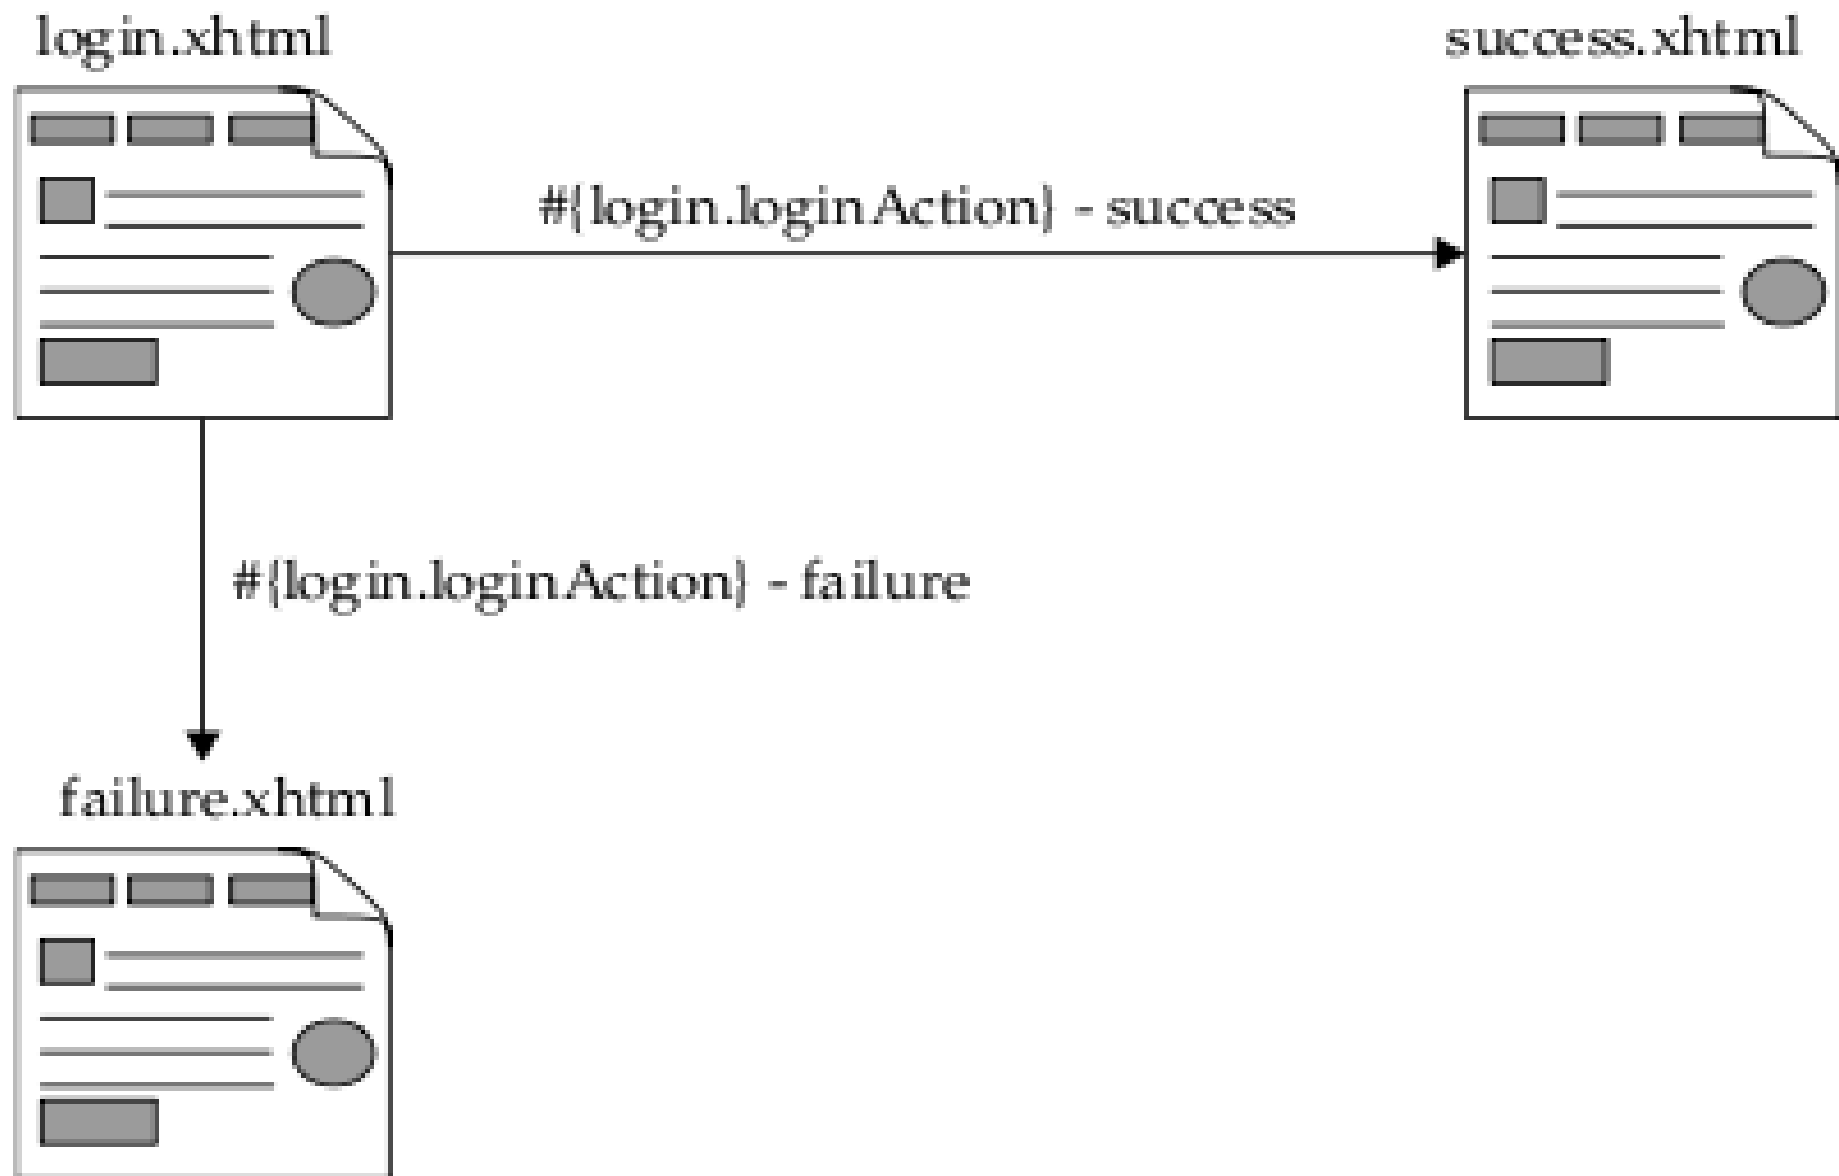 login.xhtml
success.xhtml
#{login.loginAction} - success
#{login.loginAction} - failure
failure.xhtml